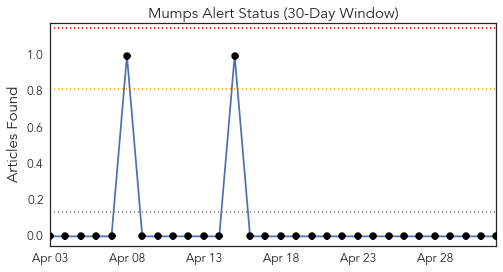 Mumps Alert Status (30-Day Window)
Articles Found
1.0
0.8
0.6
0.4
0.2
0.0
Apr 03 Apr 08 Apr 13 Apr 18 Apr 23 Apr 28